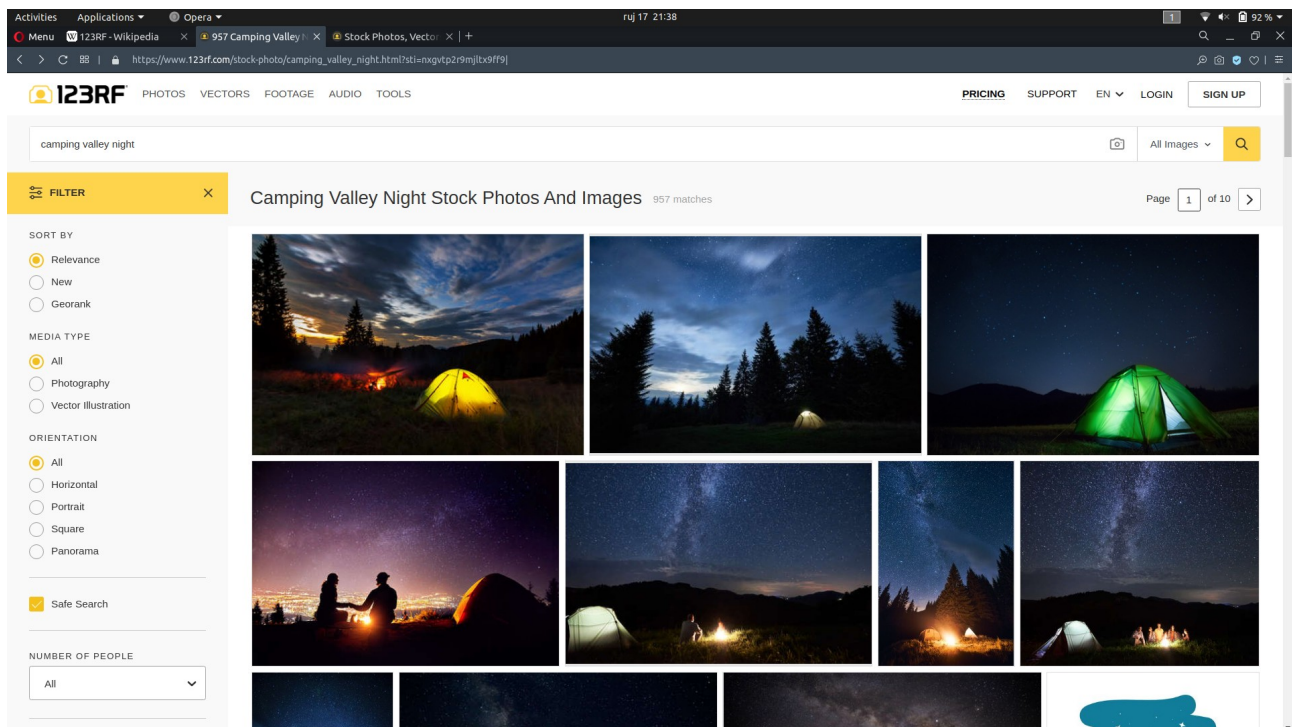 Activities Applications Opera ruj 17 21:38 1 92 %
Menu 123RF - Wikipedia 957 Camping Valley N Stock Photos, Vector
https://www.123rf.com/stock-photo/camping_valley_night.html?sti=nxgvtp2r9mjltx9ff9|
123RF PHOTOS VECTORS FOOTAGE AUDIO TOOLS PRICING SUPPORT EN LOGIN SIGN UP
camping valley night All Images
FILTER
Camping Valley Night Stock Photos And Images 957 matches Page 1 of 10
SORT BY
Relevance
New
Georank
MEDIA TYPE
All
Photography
Vector Illustration
ORIENTATION
All
Horizontal
Portrait
Square
Panorama
Safe Search
NUMBER OF PEOPLE
All